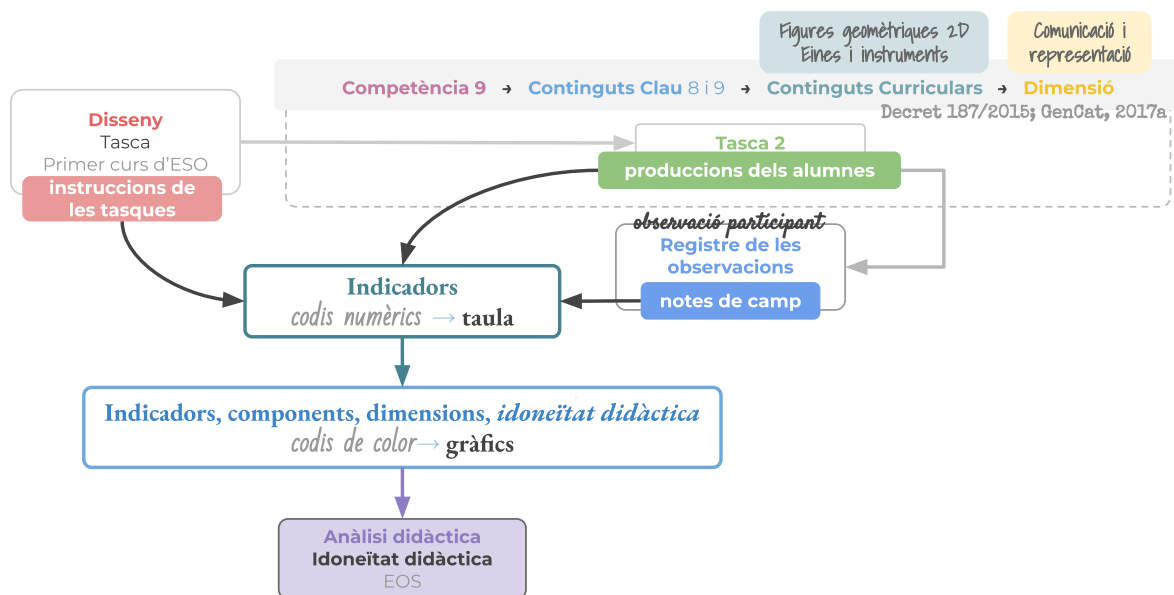 Figures geomètriques 2D
Eines i instruments
Comunicació i
representació
Competència 9 → Continguts Clau 8 i 9 → Continguts Curriculars → Dimensió
Decret 187/2015; GenCat, 2017a
Disseny
Tasca
Primer curs d'ESO
instruccions de
les tasques
Tasca 2
produccions dels alumnes
observació participant
Registre de les
observacions
notes de camp
Indicadors
codis numèrics → taula
Indicadors, components, dimensions, idoneïtat didàctica
codis de color → gràfics
Anàlisi didàctica
Idoneïtat didàctica
EOS